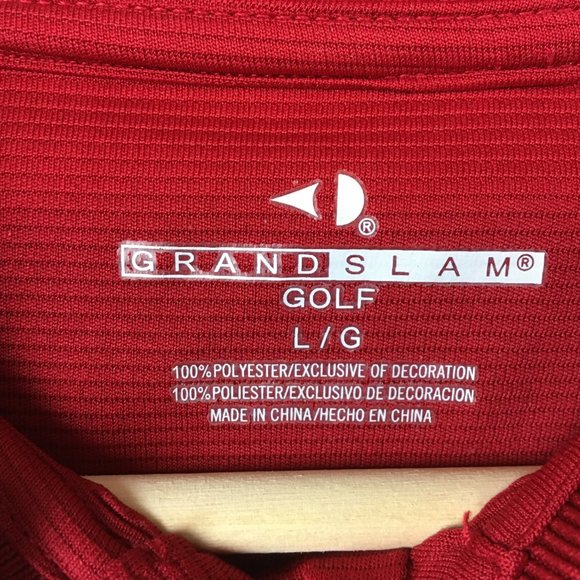 ®
GRANDSLAM®
GOLF
L/G
100% POLYESTER/EXCLUSIVE OF DECORATION
100% POLIESTER/EXCLUSIVO DE DECORACION
MADE IN CHINA/HECHO EN CHINA